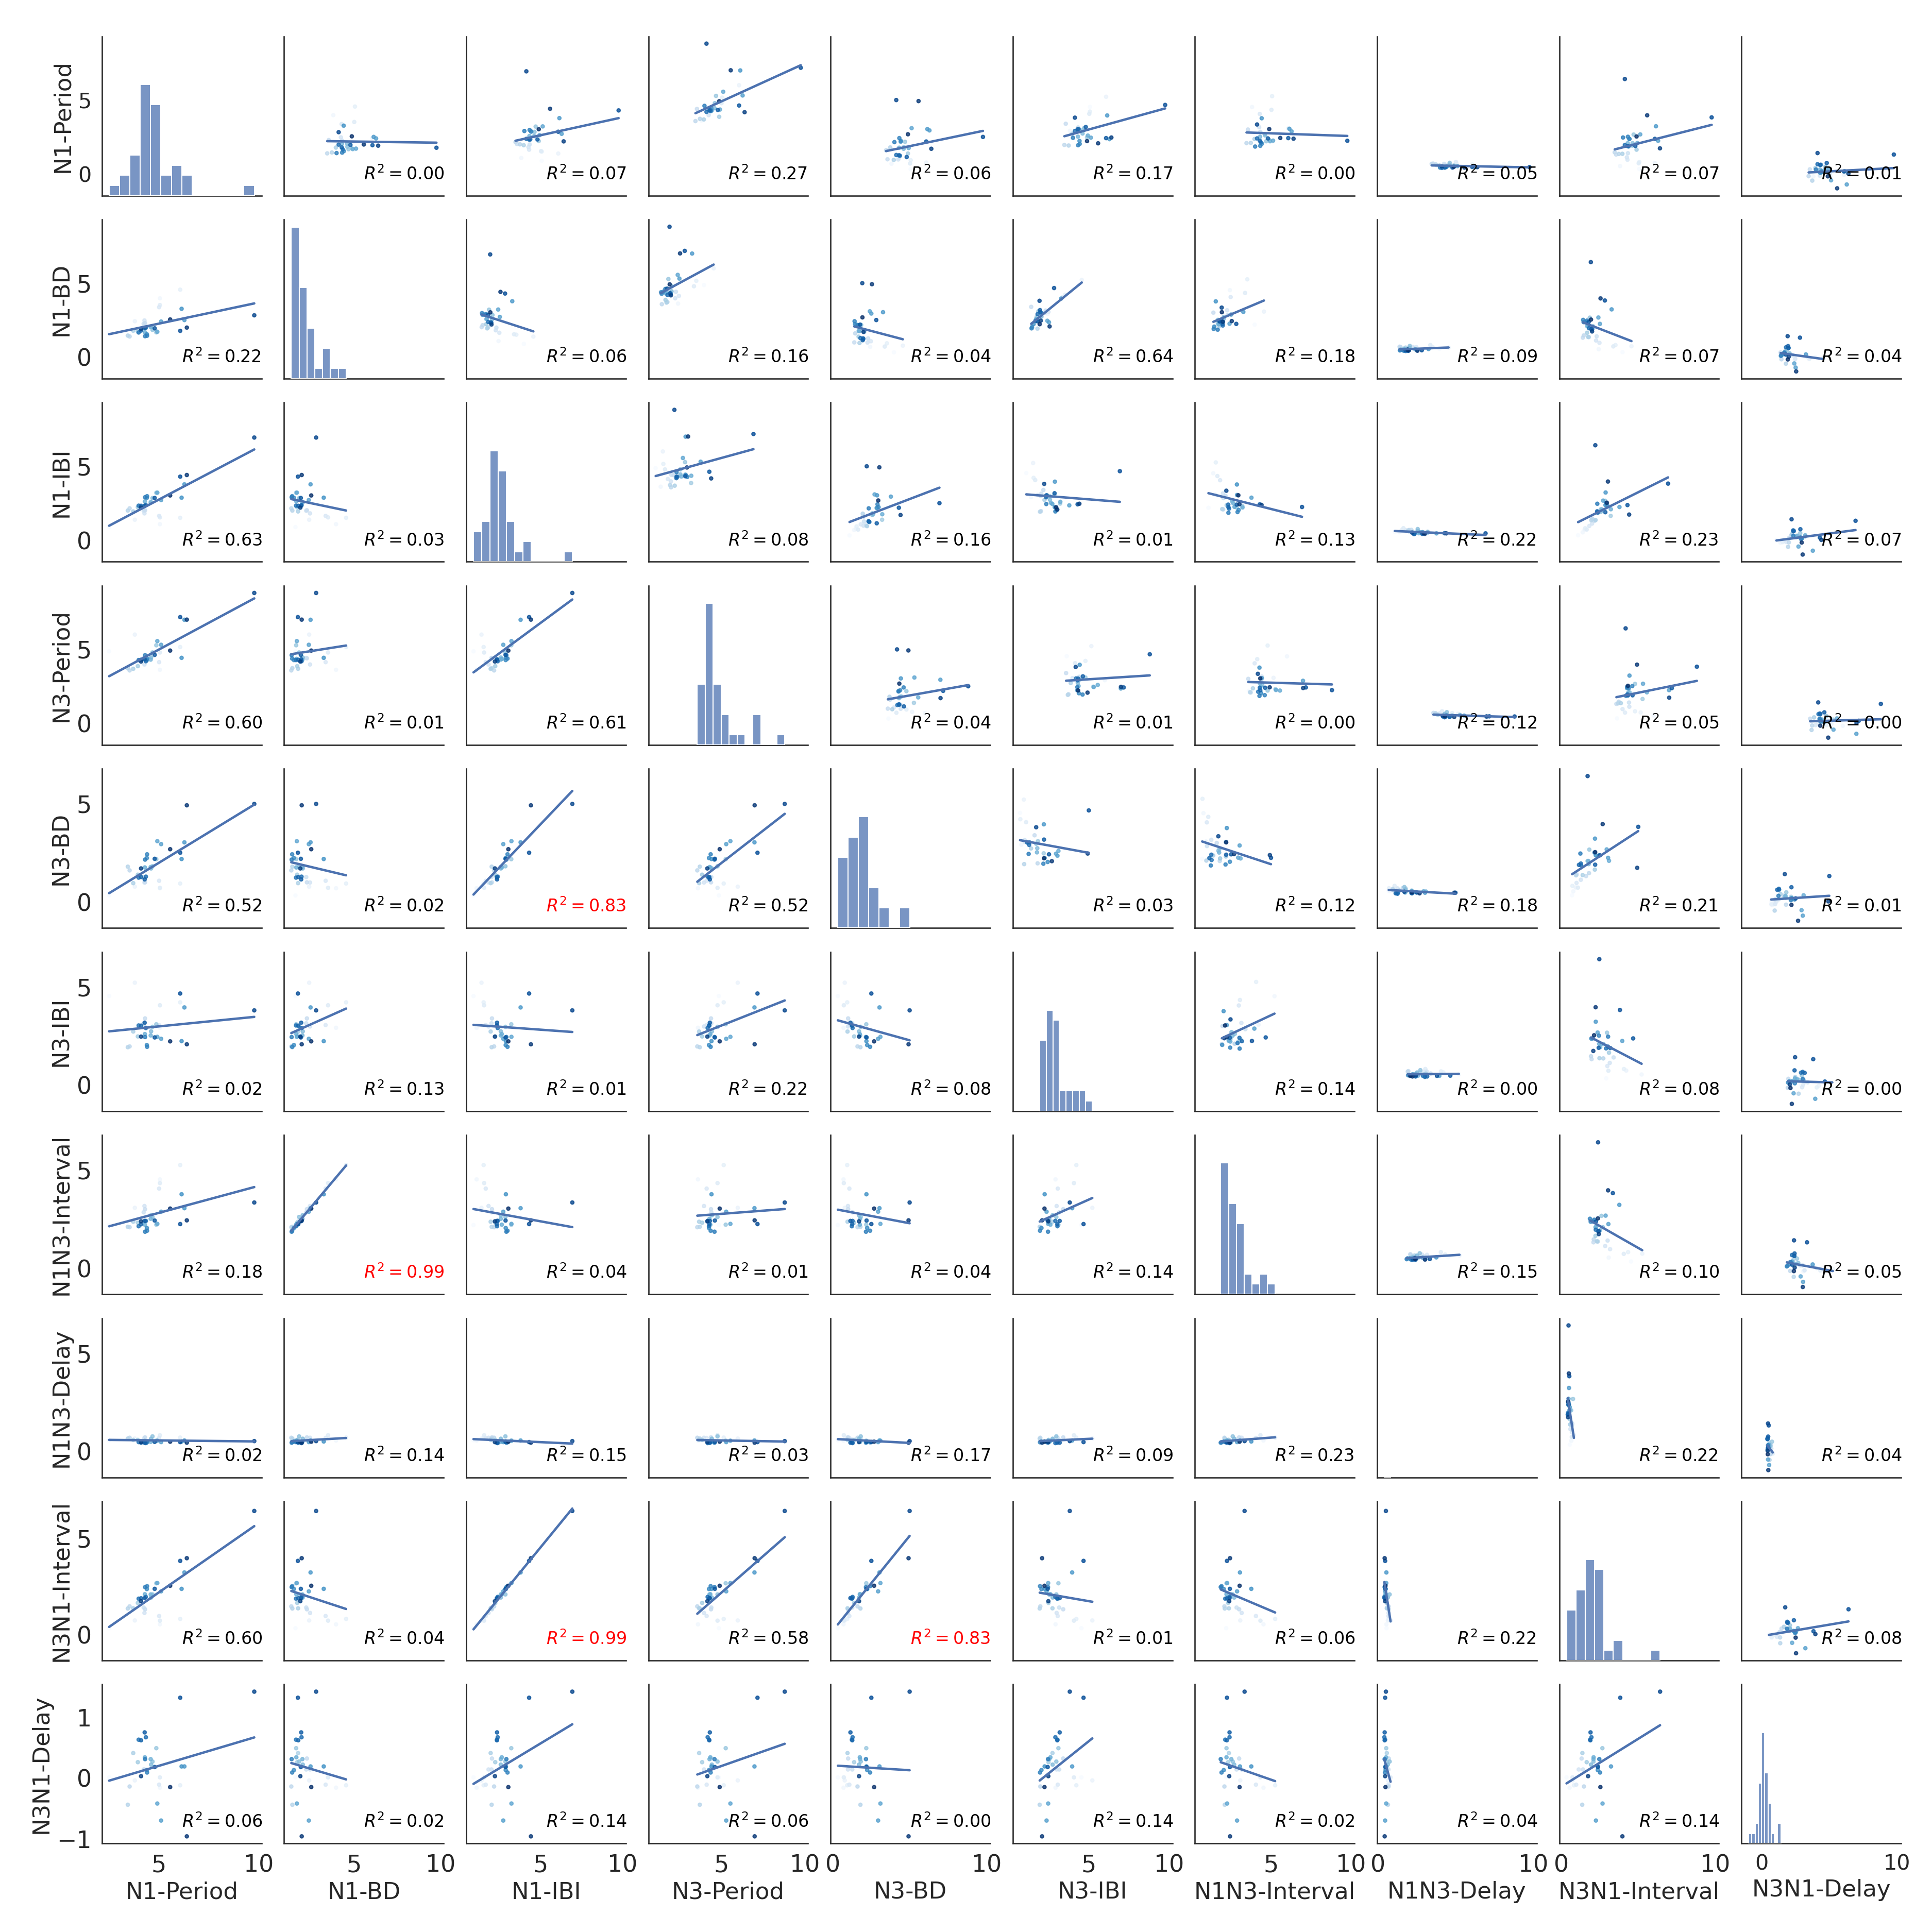 N1-Period
5
0
R² = 0.00
R² = 0.07
R² = 0.27
R² = 0.06
R² = 0.17
R² = 0.00
R² = 0.05
R² = 0.07
R² = 0.01
N1-BD
5
0
R² = 0.22
R² = 0.06
R² = 0.16
R² = 0.04
R² = 0.64
R² = 0.18
R² = 0.09
R² = 0.07
R² = 0.04
N1-IBI
5
0
R² = 0.63
R² = 0.03
R² = 0.08
R² = 0.16
R² = 0.01
R² = 0.13
R² = 0.22
R² = 0.23
R² = 0.07
N3-Period
5
0
R² = 0.60
R² = 0.01
R² = 0.61
R² = 0.04
R² = 0.01
R² = 0.00
R² = 0.12
R² = 0.05
R² = 0.00
N3-BD
5
0
R² = 0.52
R² = 0.02
R² = 0.83
R² = 0.52
R² = 0.03
R² = 0.12
R² = 0.18
R² = 0.21
R² = 0.01
N3-IBI
5
0
R² = 0.02
R² = 0.13
R² = 0.01
R² = 0.22
R² = 0.08
R² = 0.14
R² = 0.00
R² = 0.08
R² = 0.00
N1N3-Interval
5
0
R² = 0.18
R² = 0.99
R² = 0.04
R² = 0.01
R² = 0.04
R² = 0.14
R² = 0.15
R² = 0.10
R² = 0.05
N1N3-Delay
5
0
R² = 0.02
R² = 0.14
R² = 0.15
R² = 0.03
R² = 0.17
R² = 0.09
R² = 0.23
R² = 0.22
R² = 0.04
N3N1-Interval
5
0
R² = 0.60
R² = 0.04
R² = 0.99
R² = 0.58
R² = 0.83
R² = 0.01
R² = 0.06
R² = 0.22
R² = 0.08
N3N1-Delay
1
0
−1
R² = 0.06
R² = 0.02
R² = 0.14
R² = 0.06
R² = 0.00
R² = 0.14
R² = 0.02
R² = 0.04
R² = 0.14
5 10
5 10
5 10
5 10
0 10
5 10
5 10
0 10
0 10
0 10
N1-Period
N1-BD
N1-IBI
N3-Period
N3-BD
N3-IBI
N1N3-Interval
N1N3-Delay
N3N1-Interval
N3N1-Delay